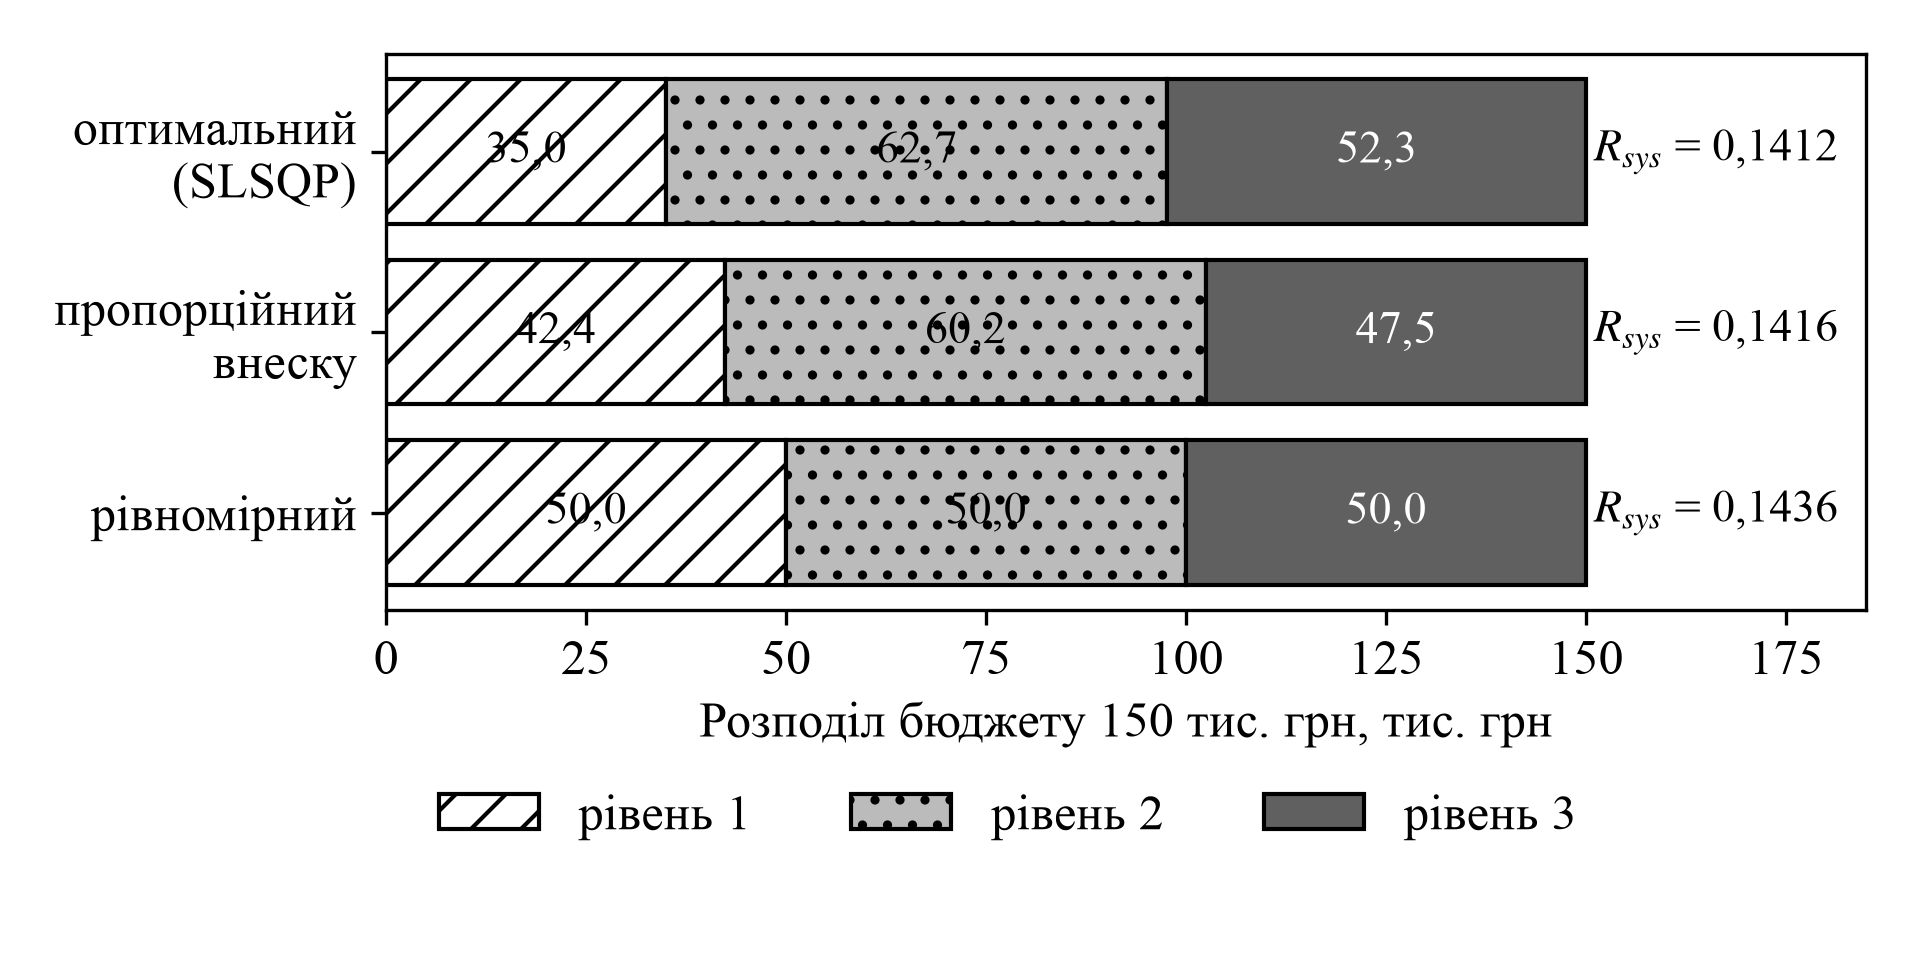 оптимальний
(SLSQP)
35,0 62,7 52,3 Rsys = 0,1412
пропорційний
внеску
42,4 60,2 47,5 Rsys = 0,1416
рівномірний
50,0 50,0 50,0 Rsys = 0,1436
0 25 50 75 100 125 150 175
Розподіл бюджету 150 тис. грн, тис. грн
рівень 1 рівень 2 рівень 3